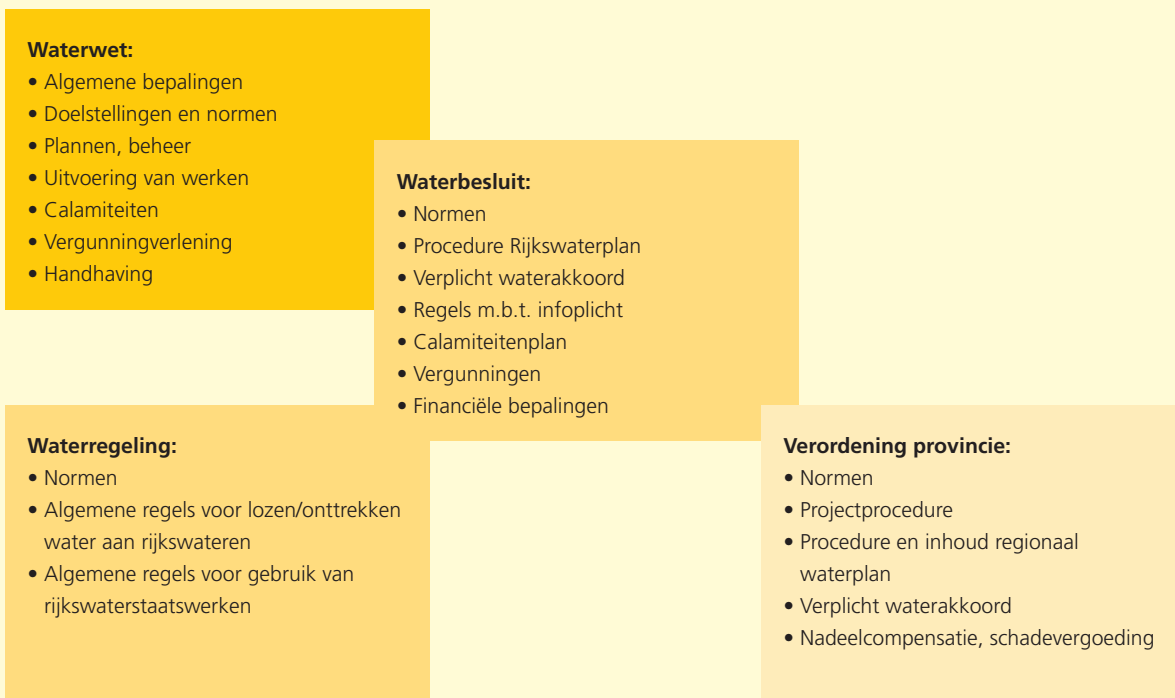 Waterwet:
• Algemene bepalingen
• Doelstellingen en normen
• Plannen, beheer
• Uitvoering van werken
• Calamiteiten
• Vergunningverlening
• Handhaving
Waterbesluit:
• Normen
• Procedure Rijkswaterplan
• Verplicht waterakkoord
• Regels m.b.t. infoplicht
• Calamiteitenplan
• Vergunningen
• Financiële bepalingen
Waterregeling:
• Normen
• Algemene regels voor lozen/onttrekken
water aan rijkswateren
• Algemene regels voor gebruik van
rijkswaterstaatswerken
Verordening provincie:
• Normen
• Projectprocedure
• Procedure en inhoud regionaal
waterplan
• Verplicht waterakkoord
• Nadeelcompensatie, schadevergoeding